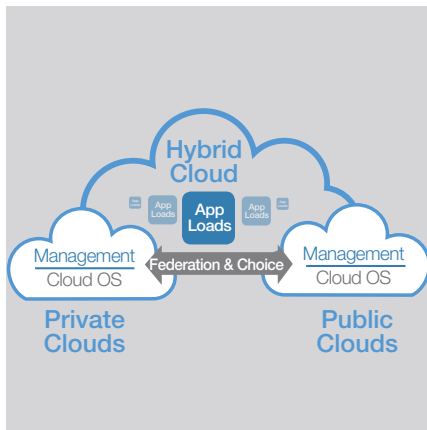 Hybrid
Cloud
App
Loads
App
Loads
App
Loads
Management
Cloud OS
Federation & Choice
Management
Cloud OS
Private
Clouds
Public
Clouds